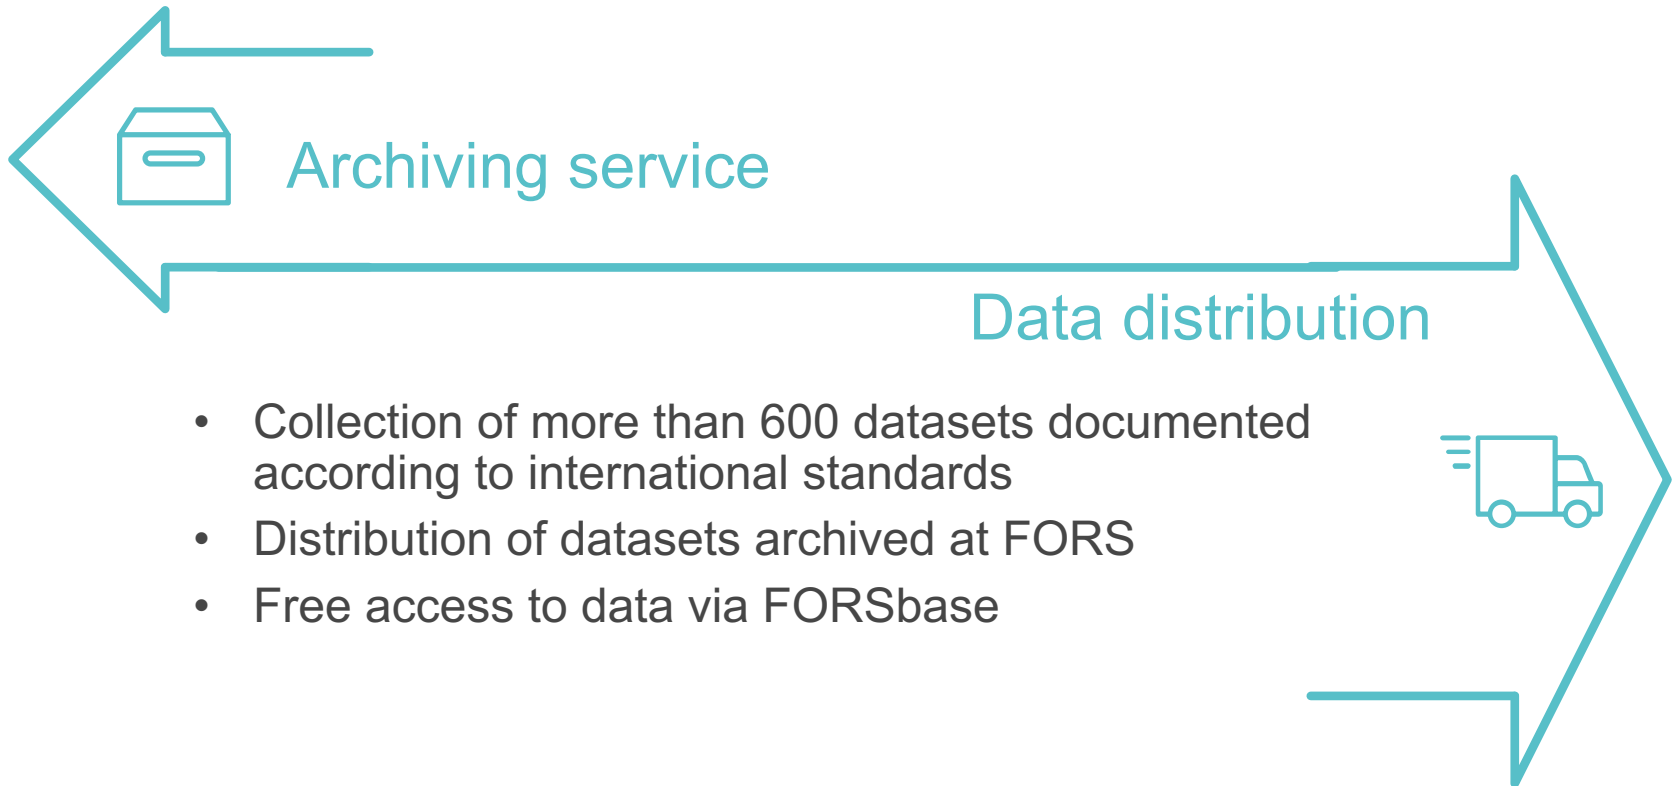 Archiving service
Data distribution
• Collection of more than 600 datasets documented
according to international standards
• Distribution of datasets archived at FORS
• Free access to data via FORSbase